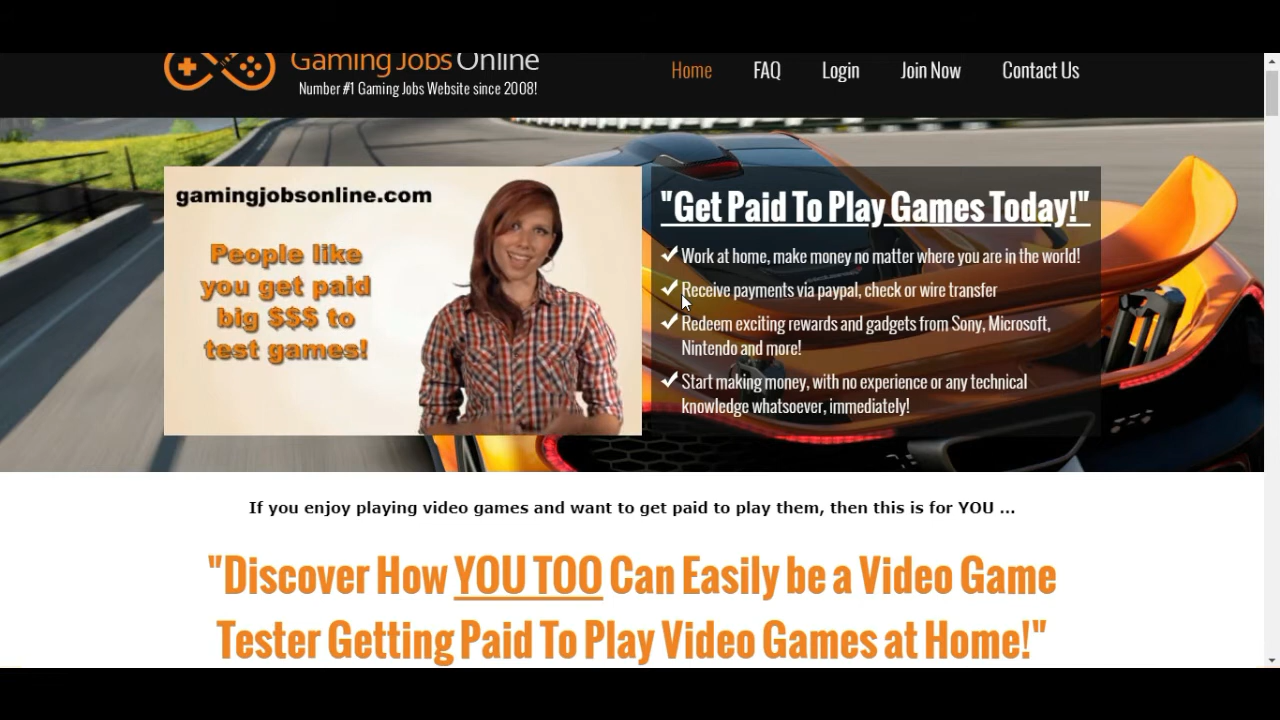 Gaming Jobs Online
Number #1 Gaming Jobs Website since 2008!
Home FAQ Login Join Now Contact Us
gamingjobsonline.com
People like
you get paid
big $$$ to
test games!
"Get Paid To Play Games Today!"
Work at home, make money no matter where you are in the world!
Receive payments via paypal, check or wire transfer
Redeem exciting rewards and gadgets from Sony, Microsoft,
Nintendo and more!
Start making money, with no experience or any technical
knowledge whatsoever, immediately!
If you enjoy playing video games and want to get paid to play them, then this is for YOU ...
"Discover How YOU TOO Can Easily be a Video Game
Tester Getting Paid To Play Video Games at Home!"